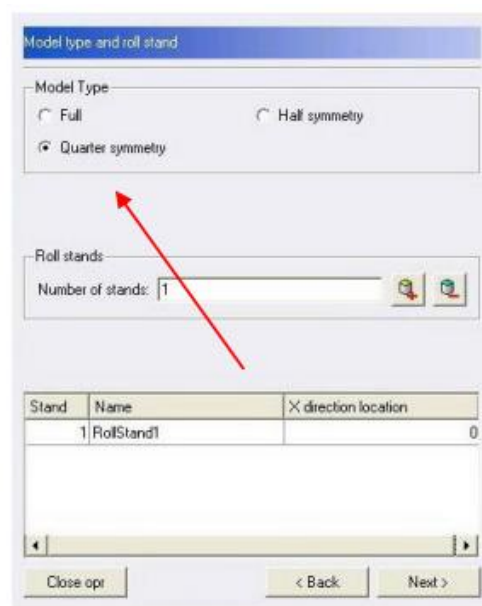 Model type and roll stand
Model Type
Full
Half symmetry
Quarter symmetry
Roll stands
Number of stands: 1
Stand Name X direction location
1 RollStand1 0
Close opr < Back Next >